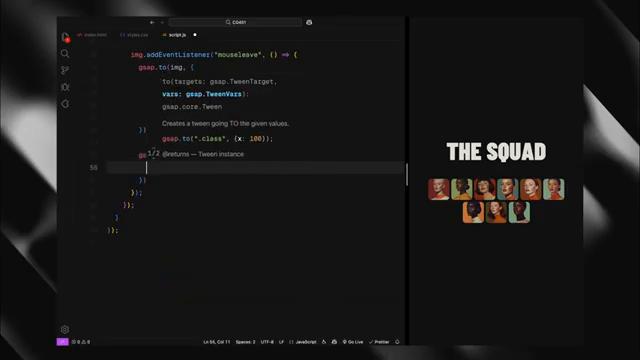 CG451
index.html
styles.css
script.js
img.addEventListener("mouseleave", () => {
gsap.to(img, {
to(targets: gsap.TweenTarget,
vars: gsap.TweenVars):
gsap.core.Tween
Creates a tween going TO the given values.
})
gsap.to(".class", {x: 100});
1/2
@returns — Tween instance
56
})
});
});
}
});
THE SQUAD
0
0
Ln 56, Col 11
Spaces: 2
UTF-8
LF
{} JavaScript
Go Live
Prettier